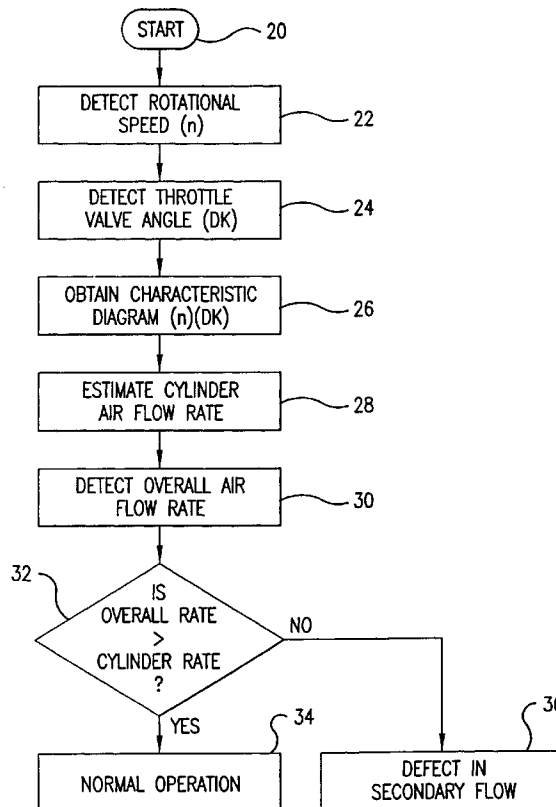 START
20
DETECT ROTATIONAL
SPEED (n)
22
DETECT THROTTLE
VALVE ANGLE (DK)
24
OBTAIN CHARACTERISTIC
DIAGRAM (n)(DK)
26
ESTIMATE CYLINDER
AIR FLOW RATE
28
DETECT OVERALL AIR
FLOW RATE
30
32
IS
OVERALL RATE
>
CYLINDER RATE
?
NO
YES
34
NORMAL OPERATION
36
DEFECT IN
SECONDARY FLOW